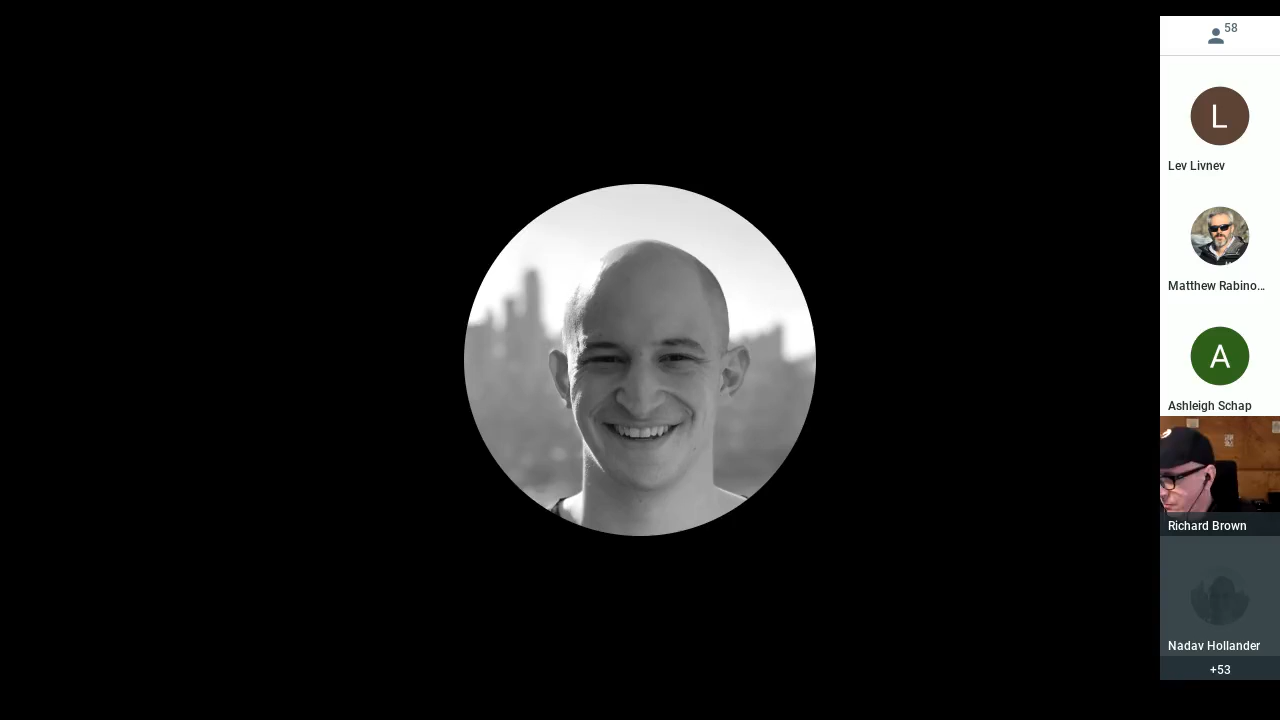 58
L
Lev Livnev
Matthew Rabino...
A
Ashleigh Schap
Richard Brown
Nadav Hollander
+53